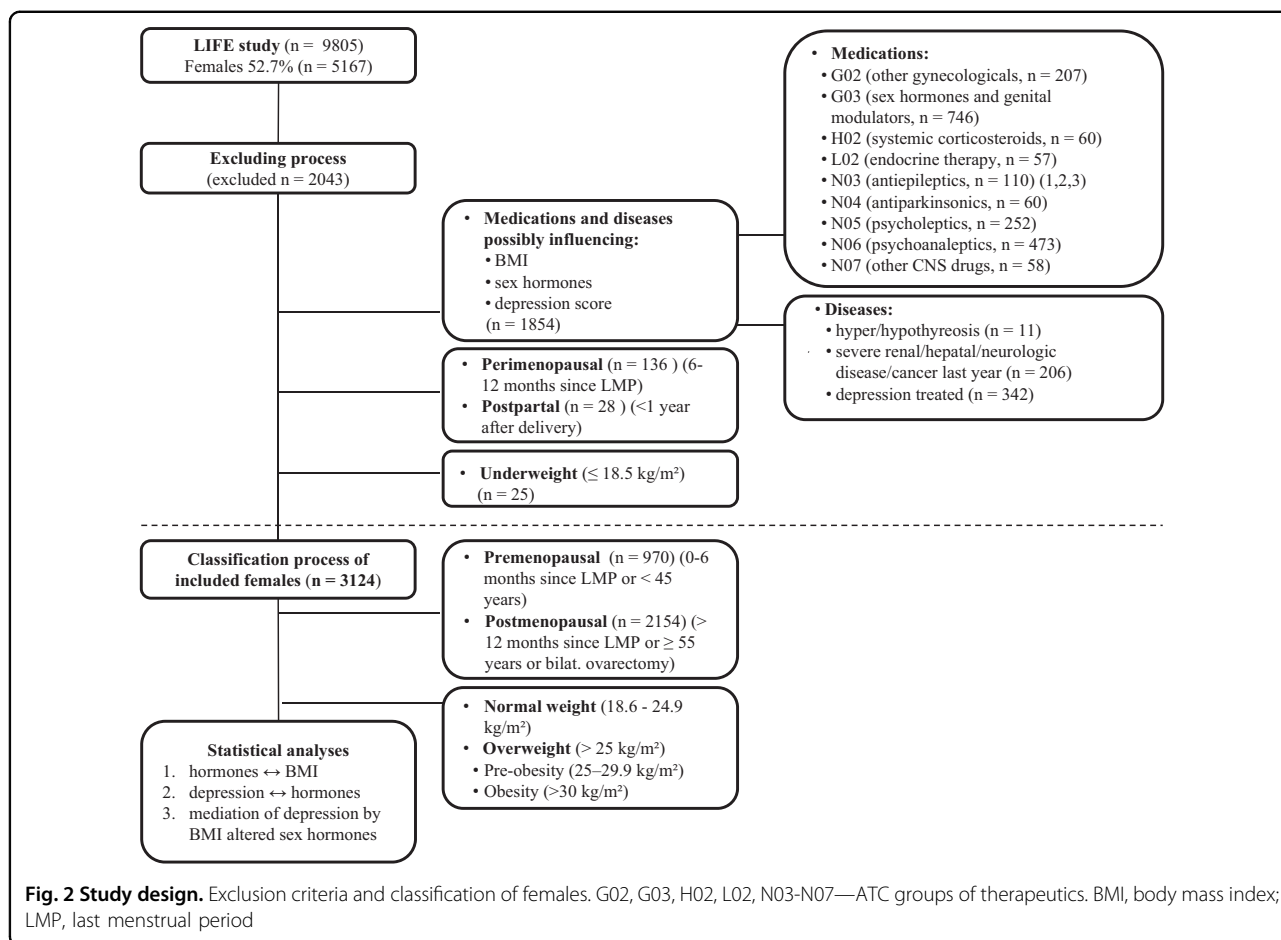 LIFE study (n = 9805)
Females 52.7% (n = 5167)
Excluding process
(excluded n = 2043)
• Medications and diseases
possibly influencing:
• BMI
• sex hormones
• depression score
(n = 1854)
• Medications:
• G02 (other gynecologicals, n = 207)
• G03 (sex hormones and genital
modulators, n = 746)
• H02 (systemic corticosteroids, n = 60)
• L02 (endocrine therapy, n = 57)
• N03 (antiepileptics, n = 110) (1,2,3)
• N04 (antiparkinsonics, n = 60)
• N05 (psycholeptics, n = 252)
• N06 (psychoanaleptics, n = 473)
• N07 (other CNS drugs, n = 58)
• Diseases:
• hyper/hypothyreosis (n = 11)
• severe renal/hepatal/neurologic
disease/cancer last year (n = 206)
• depression treated (n = 342)
• Perimenopausal (n = 136 ) (6-
12 months since LMP)
• Postpartal (n = 28 ) (<1 year
after delivery)
• Underweight (≤ 18.5 kg/m²)
(n = 25)
Classification process of
included females (n = 3124)
• Premenopausal (n = 970) (0-6
months since LMP or < 45
years)
• Postmenopausal (n = 2154) (>
12 months since LMP or ≥ 55
years or bilat. ovarectomy)
• Normal weight (18.6 - 24.9
kg/m²)
• Overweight (> 25 kg/m²)
• Pre-obesity (25–29.9 kg/m²)
• Obesity (>30 kg/m²)
Statistical analyses
1. hormones ↔ BMI
2. depression ↔ hormones
3. mediation of depression by
BMI altered sex hormones
Fig. 2 Study design. Exclusion criteria and classification of females. G02, G03, H02, L02, N03-N07—ATC groups of therapeutics. BMI, body mass index;
LMP, last menstrual period